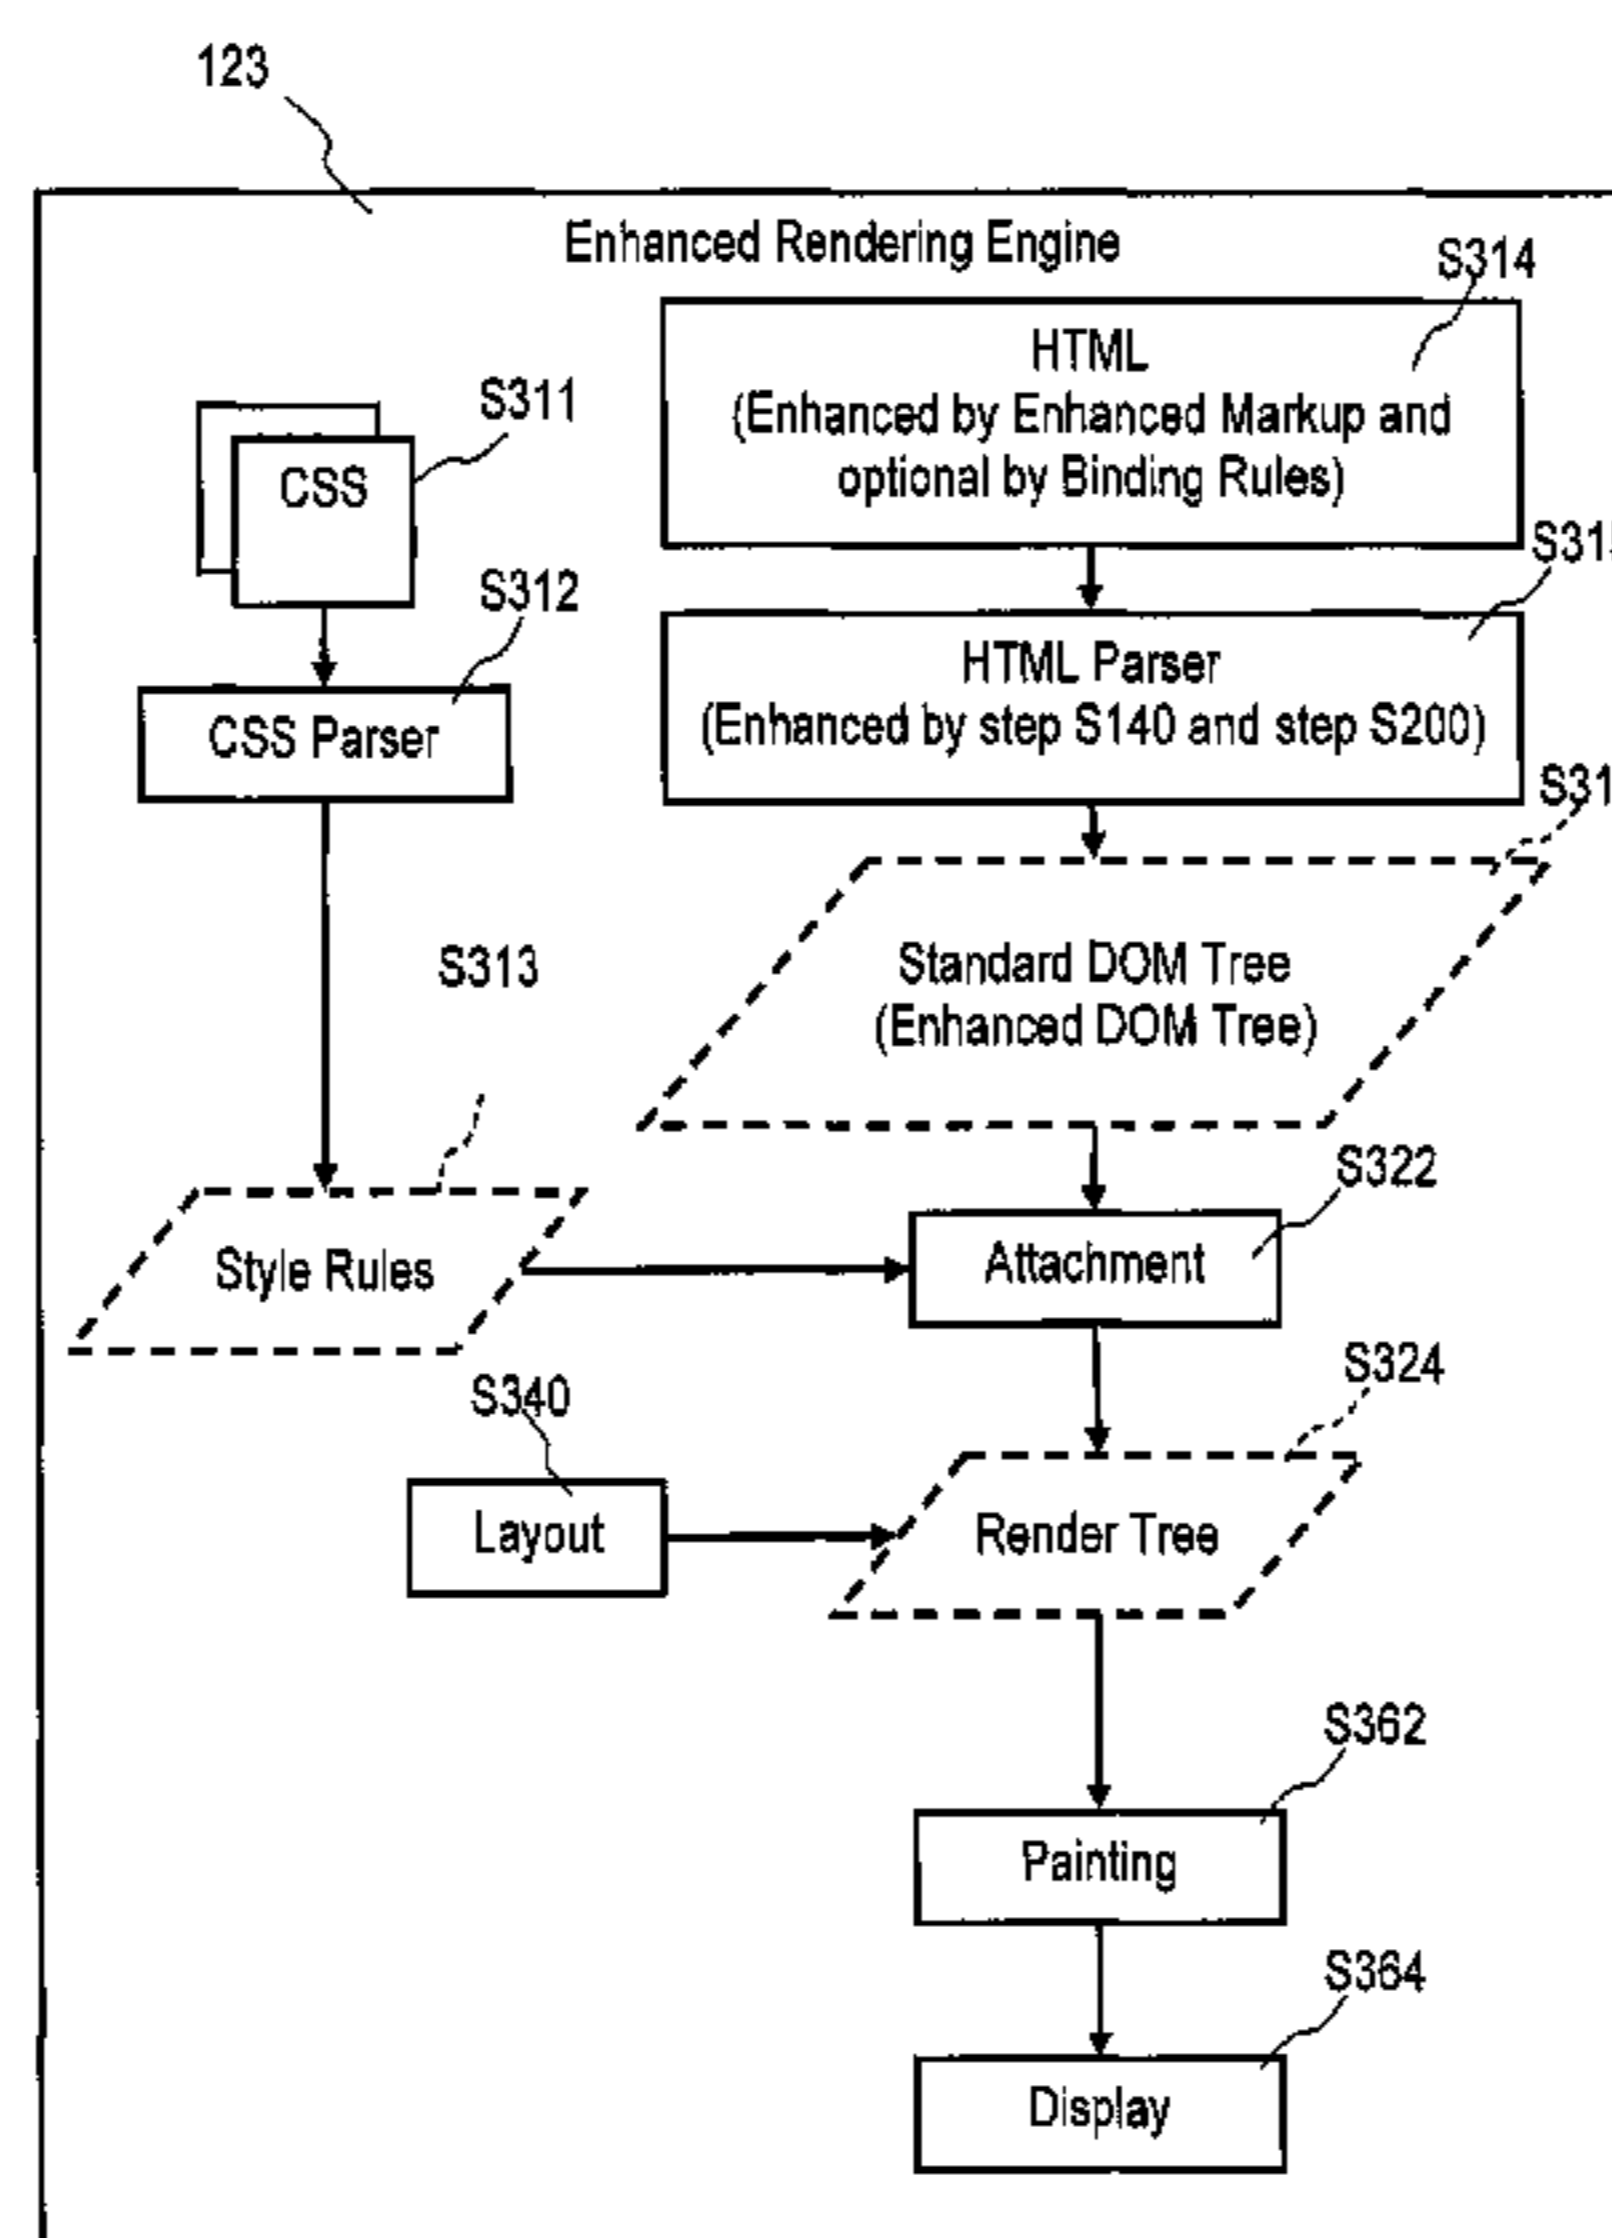 123
Enhanced Rendering Engine
S314
HTML
(Enhanced by Enhanced Markup and
optional by Binding Rules)
S311
CSS
S315
HTML Parser
(Enhanced by step S140 and step S200)
S312
CSS Parser
S31
Standard DOM Tree
(Enhanced DOM Tree)
S313
S322
Attachment
Style Rules
S324
S340
Layout
Render Tree
S362
Painting
S364
Display